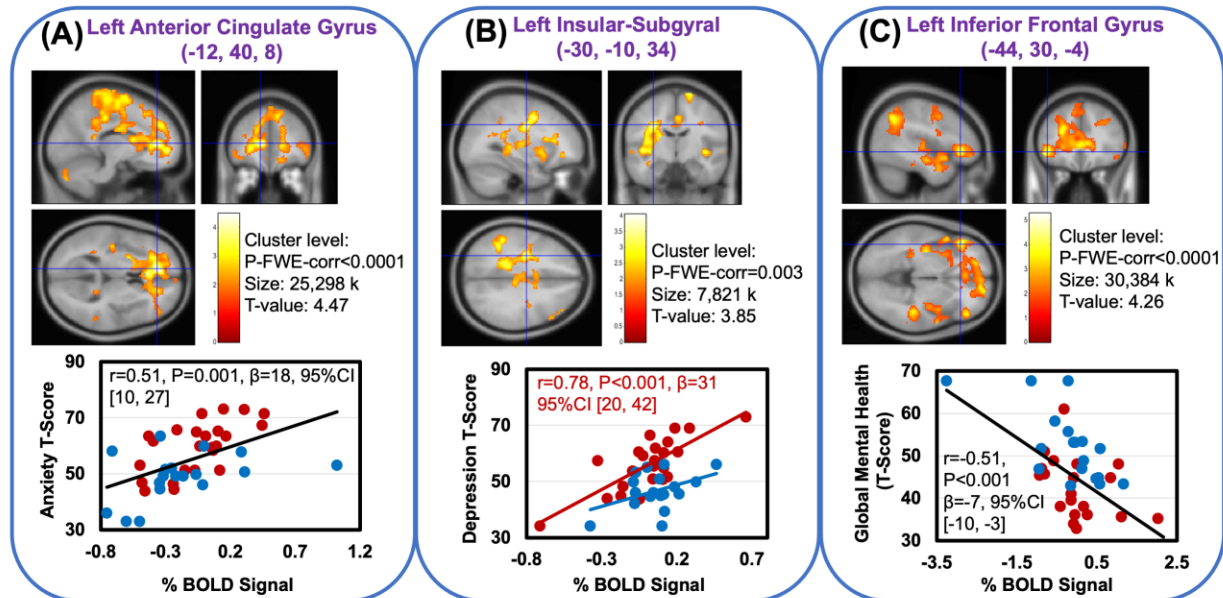 (A) Left Anterior Cingulate Gyrus
(-12, 40, 8)
4
3
2
1
0
Cluster level:
P-FWE-corr<0.0001
Size: 25,298 k
T-value: 4.47
90
70
50
30
Anxiety T-Score
r=0.51, P=0.001, β=18, 95%CI
[10, 27]
-0.8 -0.3 0.2 0.7 1.2
% BOLD Signal
(B) Left Insular-Subgyral
(-30, -10, 34)
4
3.5
3
2.5
2
1.5
1
0.5
0
Cluster level:
P-FWE-corr=0.003
Size: 7,821 k
T-value: 3.85
90
70
50
30
Depression T-Score
r=0.78, P<0.001, β=31
95%CI [20, 42]
-0.8 -0.3 0.2 0.7
% BOLD Signal
(C) Left Inferior Frontal Gyrus
(-44, 30, -4)
5
4
3
2
1
0
Cluster level:
P-FWE-corr<0.0001
Size: 30,384 k
T-value: 4.26
70
60
50
40
30
Global Mental Health
(T-Score)
r=-0.51,
P<0.001
β=-7, 95%CI
[-10, -3]
-3.5 -1.5 0.5 2.5
% BOLD Signal